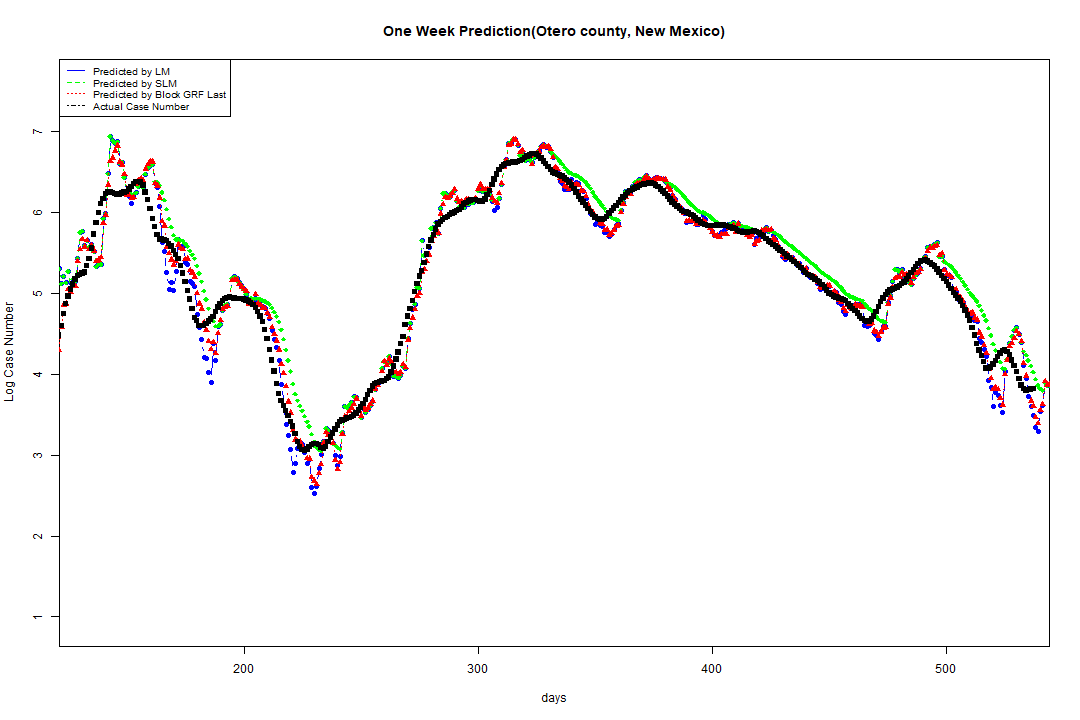 One Week Prediction(Otero county, New Mexico)
Predicted by LM
Predicted by SLM
Predicted by Block GRF Last
Actual Case Number
7
6
5
4
3
2
1
Log Case Number
200 300 400 500
days